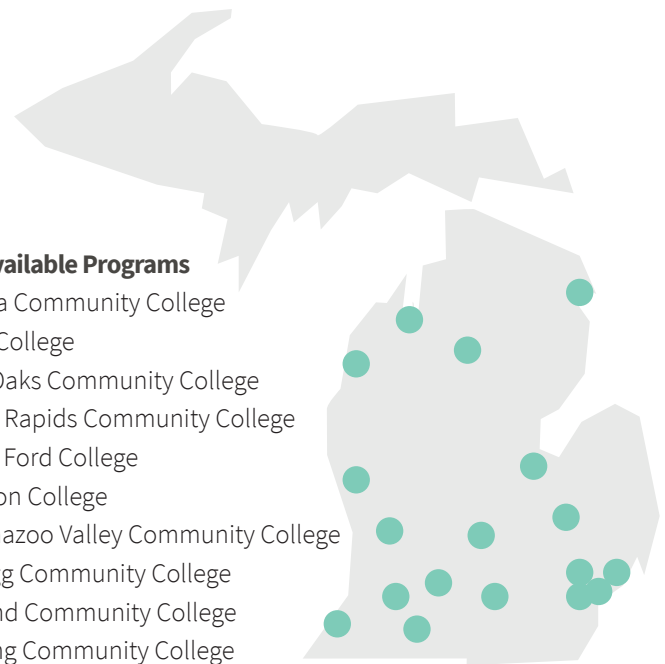 vailable Programs
a Community College
College
Oaks Community College
Rapids Community College
Ford College
on College
azoo Valley Community College
g Community College
nd Community College
ng Community College